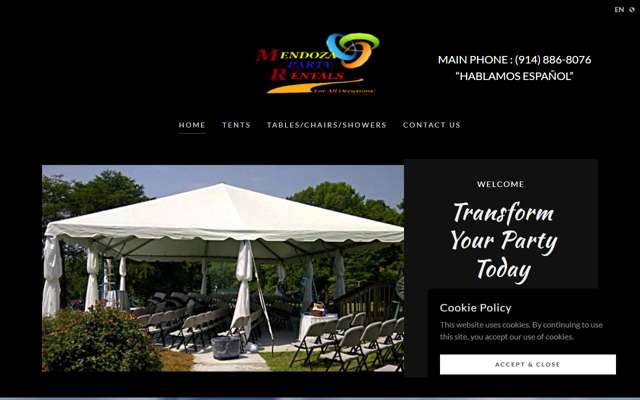 EN
MENDOZA
PARTY
RENTALS
For All Occasions!
MAIN PHONE : (914) 886-8076
"HABLAMOS ESPAÑOL"
HOME
TENTS
TABLES/CHAIRS/SHOWERS
CONTACT US
WELCOME
Transform
Your Party
Today
Cookie Policy
This website uses cookies. By continuing to
use this site, you accept our use of cookies.
ACCEPT & CLOSE